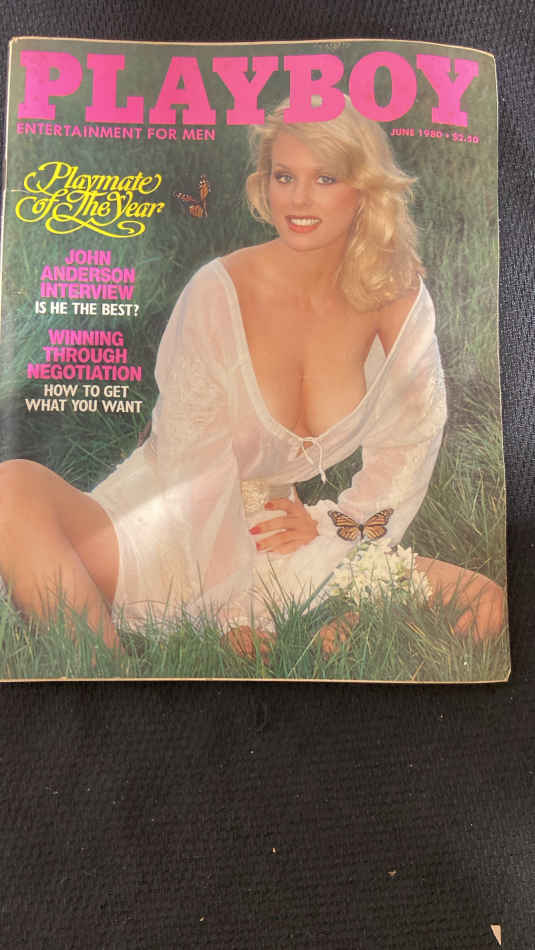 PLAYBOY
ENTERTAINMENT FOR MEN
JUNE 1980 • $2.50
Playmate
Of The Year
JOHN
ANDERSON
INTERVIEW
IS HE THE BEST?
WINNING
THROUGH
NEGOTIATION
HOW TO GET
WHAT YOU WANT